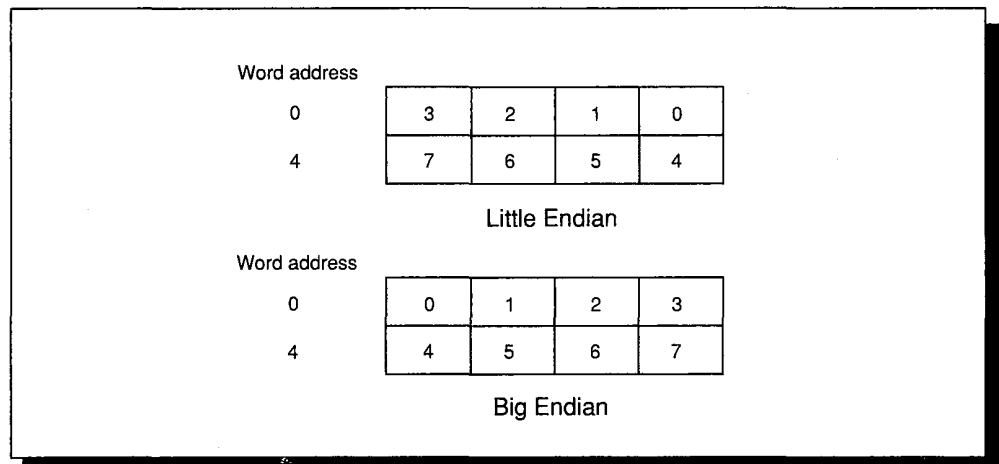 Word address
0 3 2 1 0
4 7 6 5 4
Little Endian
Word address
0 0 1 2 3
4 4 5 6 7
Big Endian